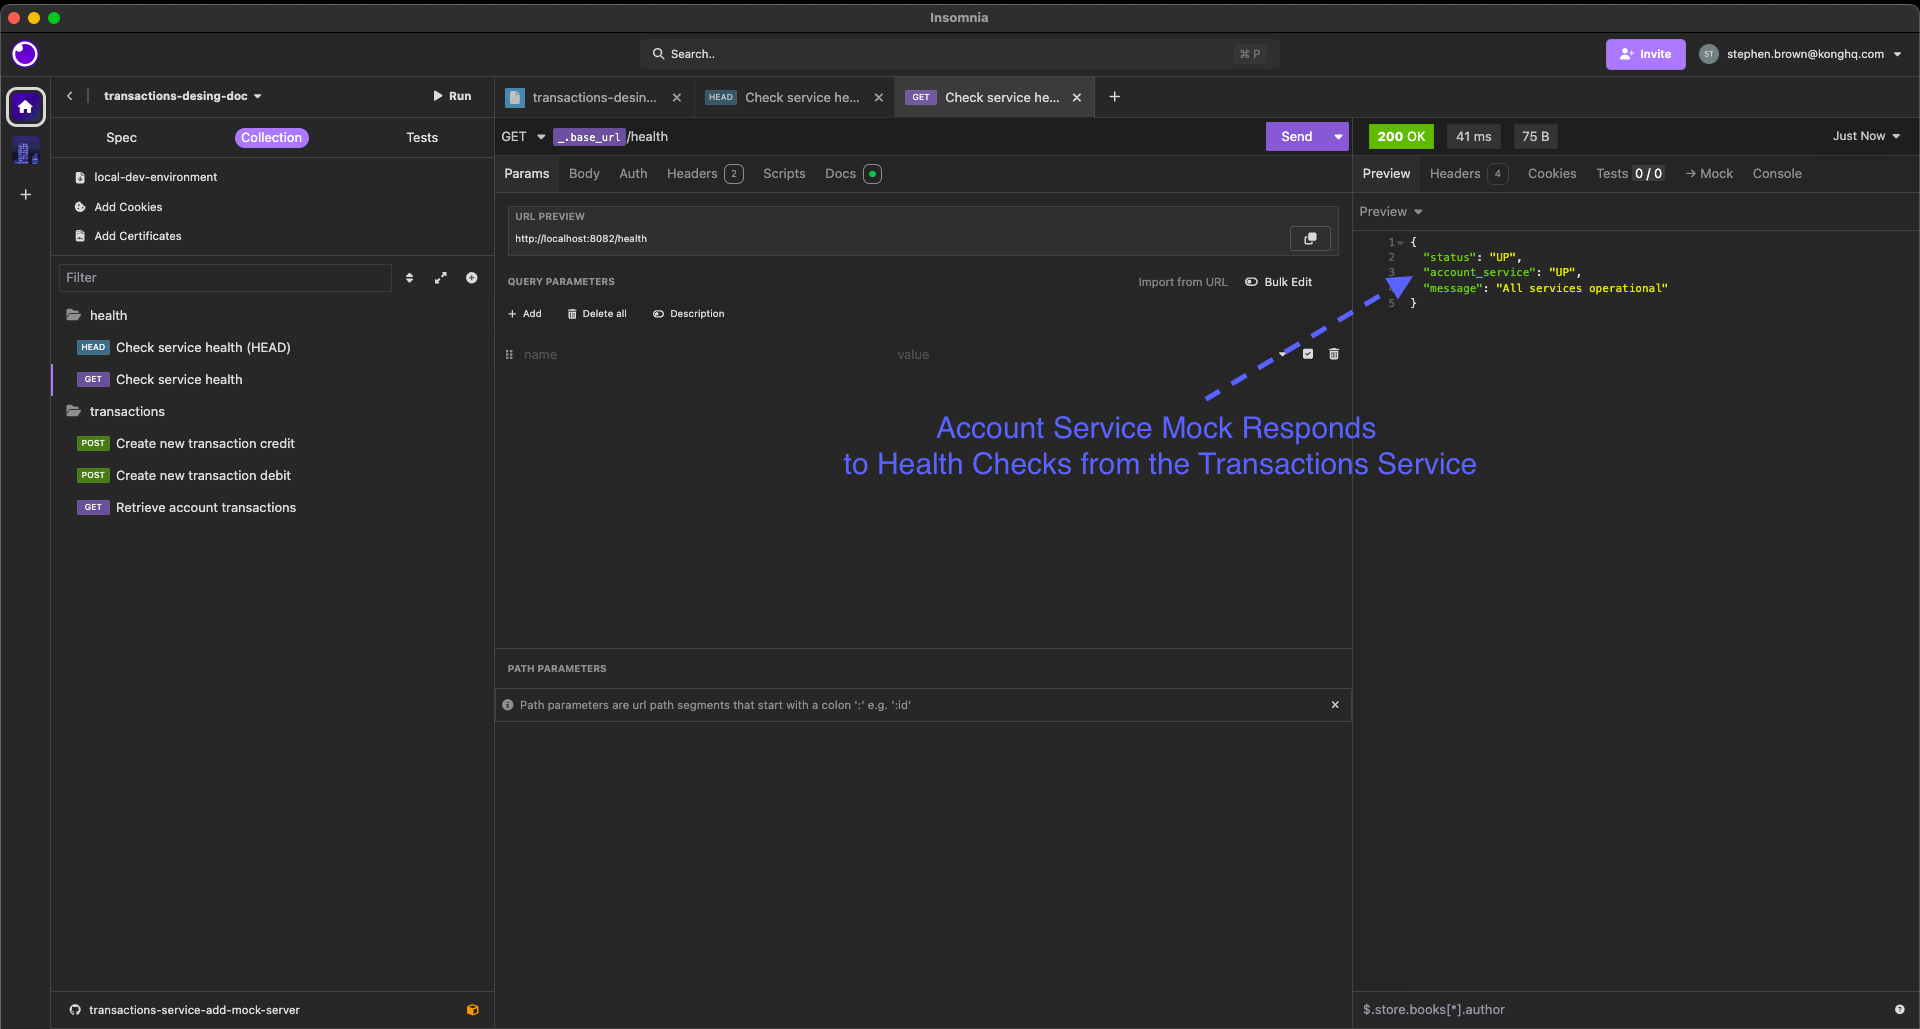 Insomnia
Search..
⌘ P
Invite
ST
stephen.brown@konghq.com
transactions-desing-doc
Run
Spec
Collection
Tests
local-dev-environment
Add Cookies
Add Certificates
Filter
health
HEAD Check service health (HEAD)
GET Check service health
transactions
POST Create new transaction credit
POST Create new transaction debit
GET Retrieve account transactions
transactions-service-add-mock-server
transactions-desin...
HEAD Check service he...
GET Check service he...
GET _.base_url/health
Send
Params Body Auth Headers 2 Scripts Docs
URL PREVIEW
http://localhost:8082/health
QUERY PARAMETERS
Import from URL
Bulk Edit
Add
Delete all
Description
name
value
Account Service Mock Responds
to Health Checks from the Transactions Service
PATH PARAMETERS
Path parameters are url path segments that start with a colon ':' e.g. ':id'
200 OK
41 ms
75 B
Just Now
Preview Headers 4 Cookies Tests 0 / 0 → Mock Console
Preview
1 {
2 "status": "UP",
3 "account_service": "UP",
"message": "All services operational"
5 }
$.store.books[*].author